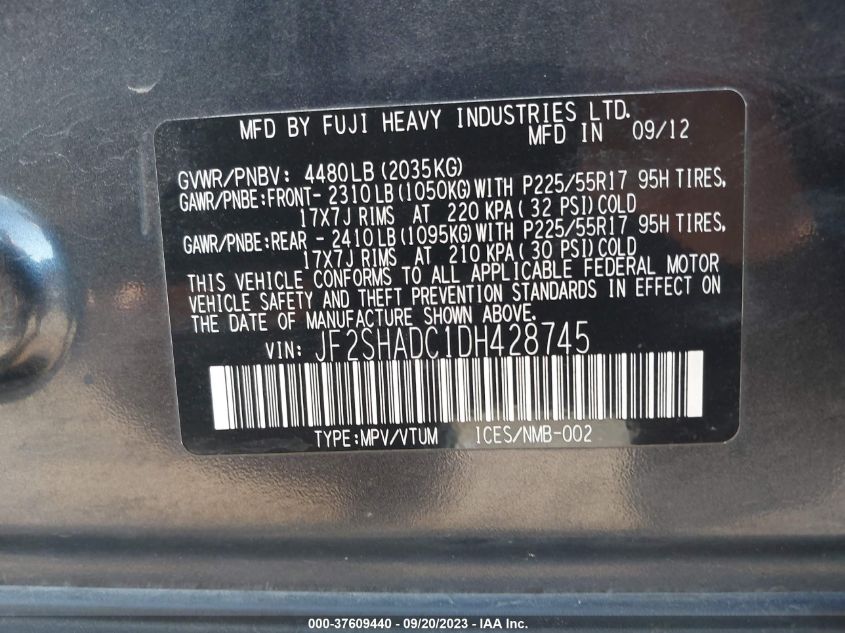 MFD BY FUJI HEAVY INDUSTRIES LTD.
MFD IN 09/12
GVWR/PNBV: 4480LB(2035KG)
GAWR/PNBE:FRONT- 2310LB(1050KG)WITH P225/55R17 95H TIRES,
17X7J RIMS AT 220 KPA( 32 PSI)COLD
GAWR/PNBE:REAR - 2410LB(1095KG)WITH P225/55R17 95H TIRES,
17X7J RIMS AT 210 KPA( 30 PSI)COLD
THIS VEHICLE CONFORMS TO ALL APPLICABLE FEDERAL MOTOR
VEHICLE SAFETY AND THEFT PREVENTION STANDARDS IN EFFECT ON
THE DATE OF MANUFACTURE SHOWN ABOVE.
VIN: JF2SHADC1DH428745
TYPE:MPV/VTUM ICES/NMB-002
000-37609440 - 09/20/2023 - IAA Inc.